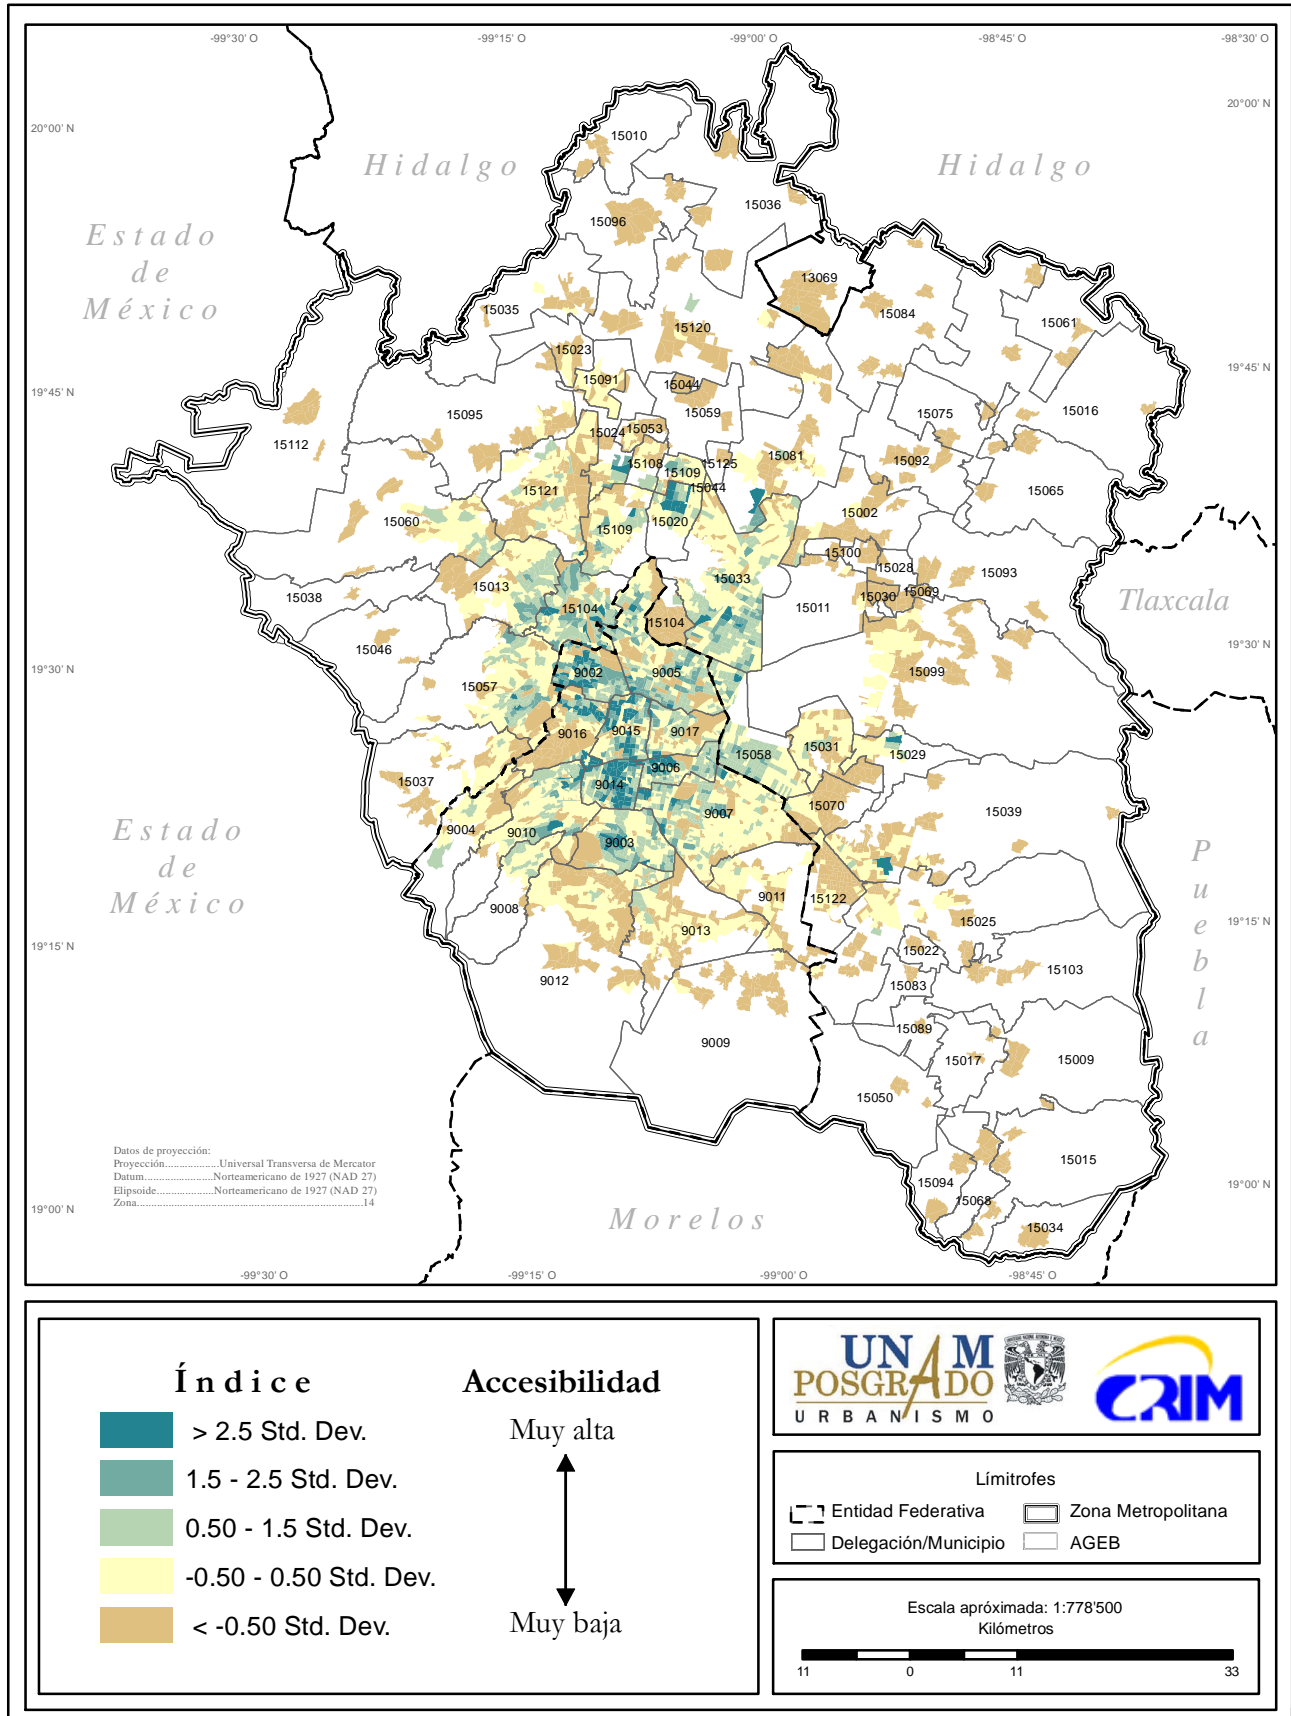 -99°30' O
-99°15' O
-99°00' O
-98°45' O
-98°30' O
20°00' N
20°00' N
Hidalgo
Hidalgo
Estado
de
México
15010
15036
15096
13069
15035
15084
15061
15120
15023
19°45' N
19°45' N
15091
15044
15059
15095
15075
15016
15112
15024
15053
15108
15109
15125
15081
15092
15044
15065
15121
15060
15109
15020
15002
15100
15028
15033
15093
15013
15011
15030
15069
15038
15104
15104
Tlaxcala
15046
19°30' N
19°30' N
9002
9005
15099
15057
9015
9016
9017
15031
15029
15058
9006
15037
9014
15070
15039
9007
Estado
de
México
9004
9010
9003
Puebla
9008
9011
15122
15025
19°15' N
19°15' N
9013
15022
9012
15083
15103
15089
9009
15017
15009
15050
15015
15094
15068
15034
19°00' N
19°00' N
Datos de proyección:
Proyección..................Universal Transversa de Mercator
Datum.......................Norteamericano de 1927 (NAD 27)
Elipsoide...................Norteamericano de 1927 (NAD 27)
Zona...........................................................................14
Morelos
-99°30' O
-99°15' O
-99°00' O
-98°45' O
Índice
Accesibilidad
> 2.5 Std. Dev.
Muy alta
1.5 - 2.5 Std. Dev.
0.50 - 1.5 Std. Dev.
-0.50 - 0.50 Std. Dev.
< -0.50 Std. Dev.
Muy baja
UNAM
POSGRADO
URBANISMO
CRIM
Límitrofes
Entidad Federativa
Zona Metropolitana
Delegación/Municipio
AGEB
Escala apróximada: 1:778'500
Kilómetros
11 0 11 33